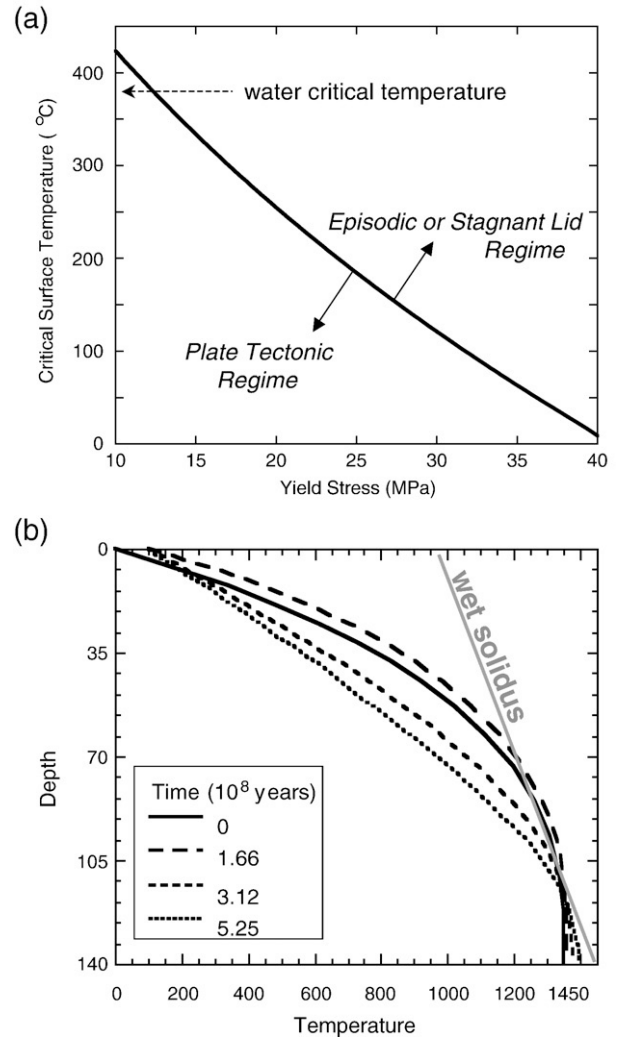 (a)
400
300
200
100
0
Critical Surface Temperature ( °C)
water critical temperature
Episodic or Stagnant Lid
Regime
Plate Tectonic
Regime
10 15 20 25 30 35 40
Yield Stress (MPa)
(b)
0
35
70
105
140
Depth
wet solidus
Time (10⁸ years)
0
1.66
3.12
5.25
0 200 400 600 800 1000 1200 1450
Temperature